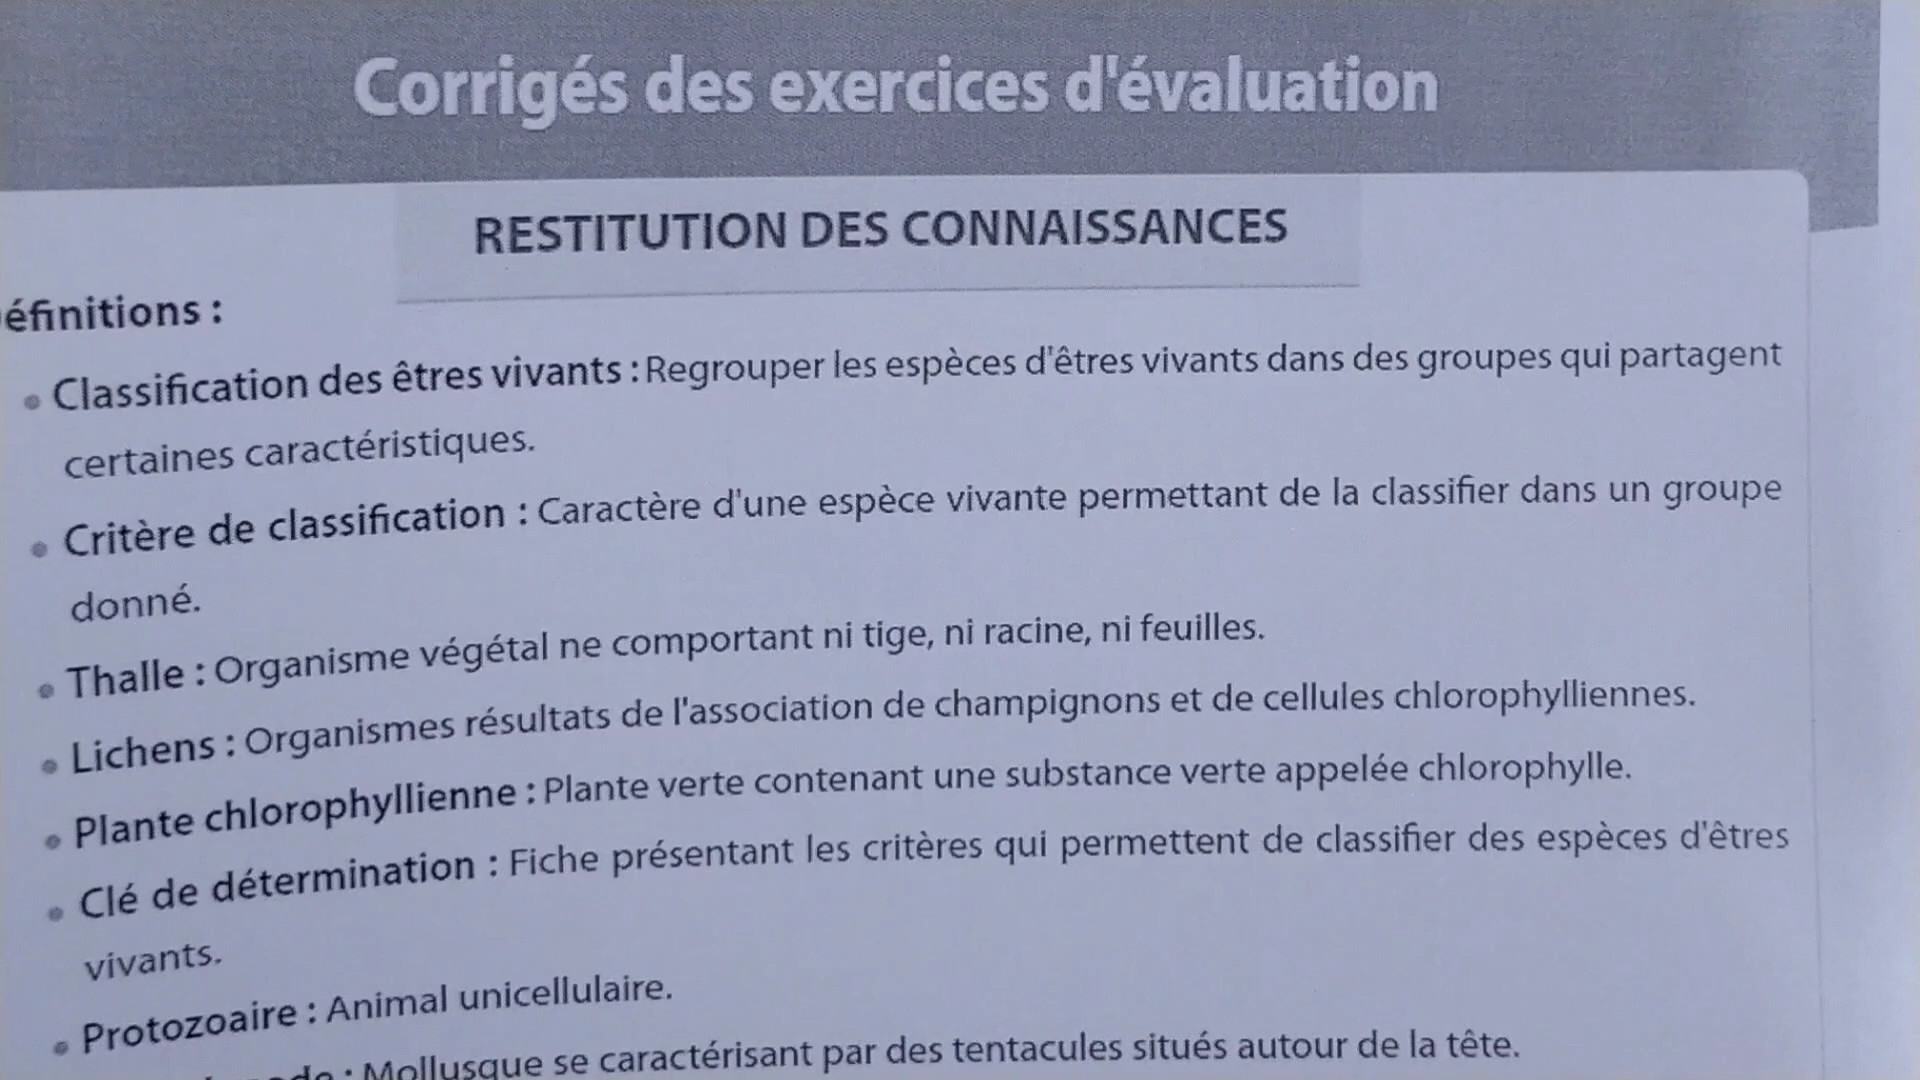 Corrigés des exercices d'évaluation
RESTITUTION DES CONNAISSANCES
éfinitions :
• Classification des êtres vivants : Regrouper les espèces d'êtres vivants dans des groupes qui partagent
certaines caractéristiques.
• Critère de classification : Caractère d'une espèce vivante permettant de la classifier dans un groupe
donné.
• Thalle : Organisme végétal ne comportant ni tige, ni racine, ni feuilles.
• Lichens : Organismes résultats de l'association de champignons et de cellules chlorophylliennes.
• Plante chlorophyllienne : Plante verte contenant une substance verte appelée chlorophylle.
• Clé de détermination : Fiche présentant les critères qui permettent de classifier des espèces d'êtres
vivants.
• Protozoaire : Animal unicellulaire.
: Mollusque se caractérisant par des tentacules situés autour de la tête.